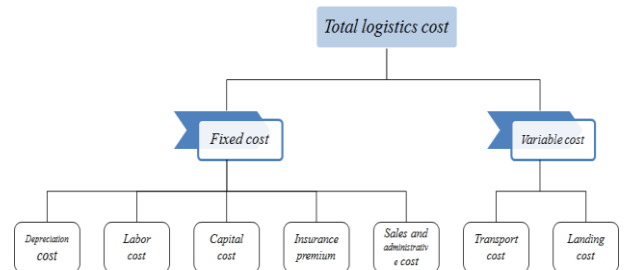 Total logistics cost
Fixed cost
Variable cost
Depreciation
cost
Labor
cost
Capital
cost
Insurance
premium
Sales and
administrativ
e cost
Transport
cost
Landing
cost